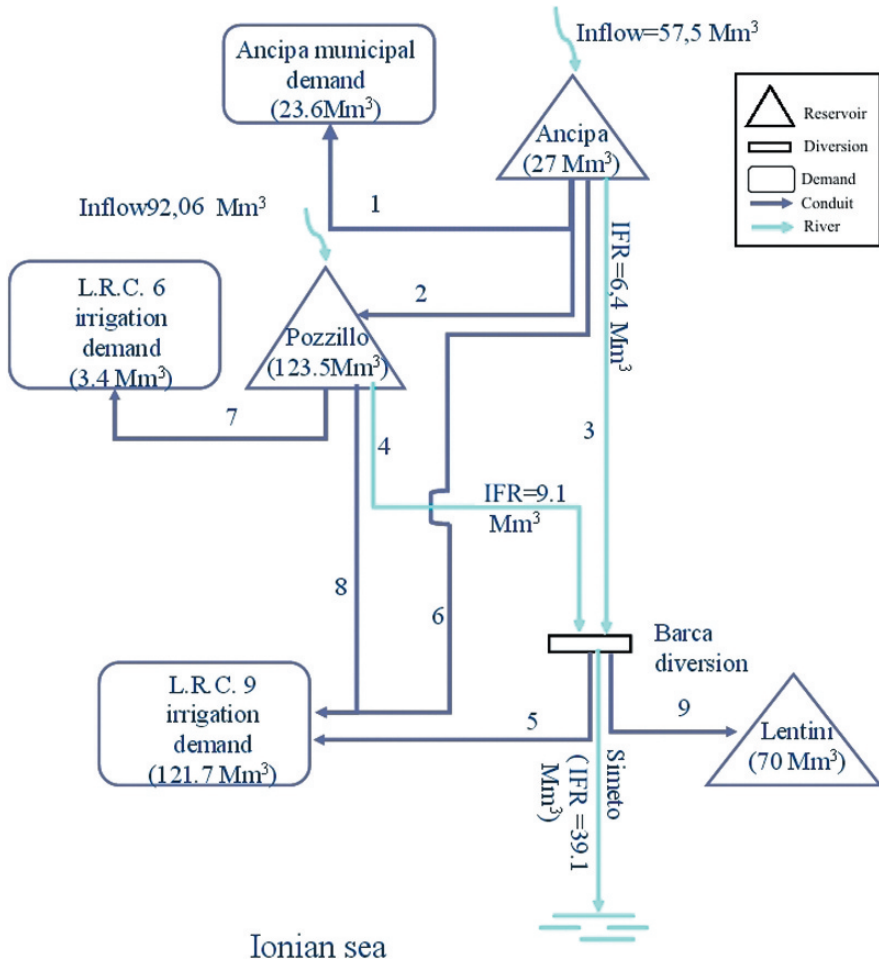 Inflow=57,5 Mm³
Ancipa municipal
demand
(23.6Mm³)
Ancipa
(27 Mm³)
Reservoir
Diversion
Demand
Conduit
River
Inflow92,06 Mm³
1
2
IFR=6,4 Mm³
L.R.C. 6
irrigation
demand
(3.4 Mm³)
Pozzillo
(123.5Mm³)
7
4
3
IFR=9.1
Mm³
8
6
Barca
diversion
L.R.C. 9
irrigation
demand
(121.7 Mm³)
5
9
Lentini
(70 Mm³)
Simeto
(IFR =39.1
Mm³)
Ionian sea